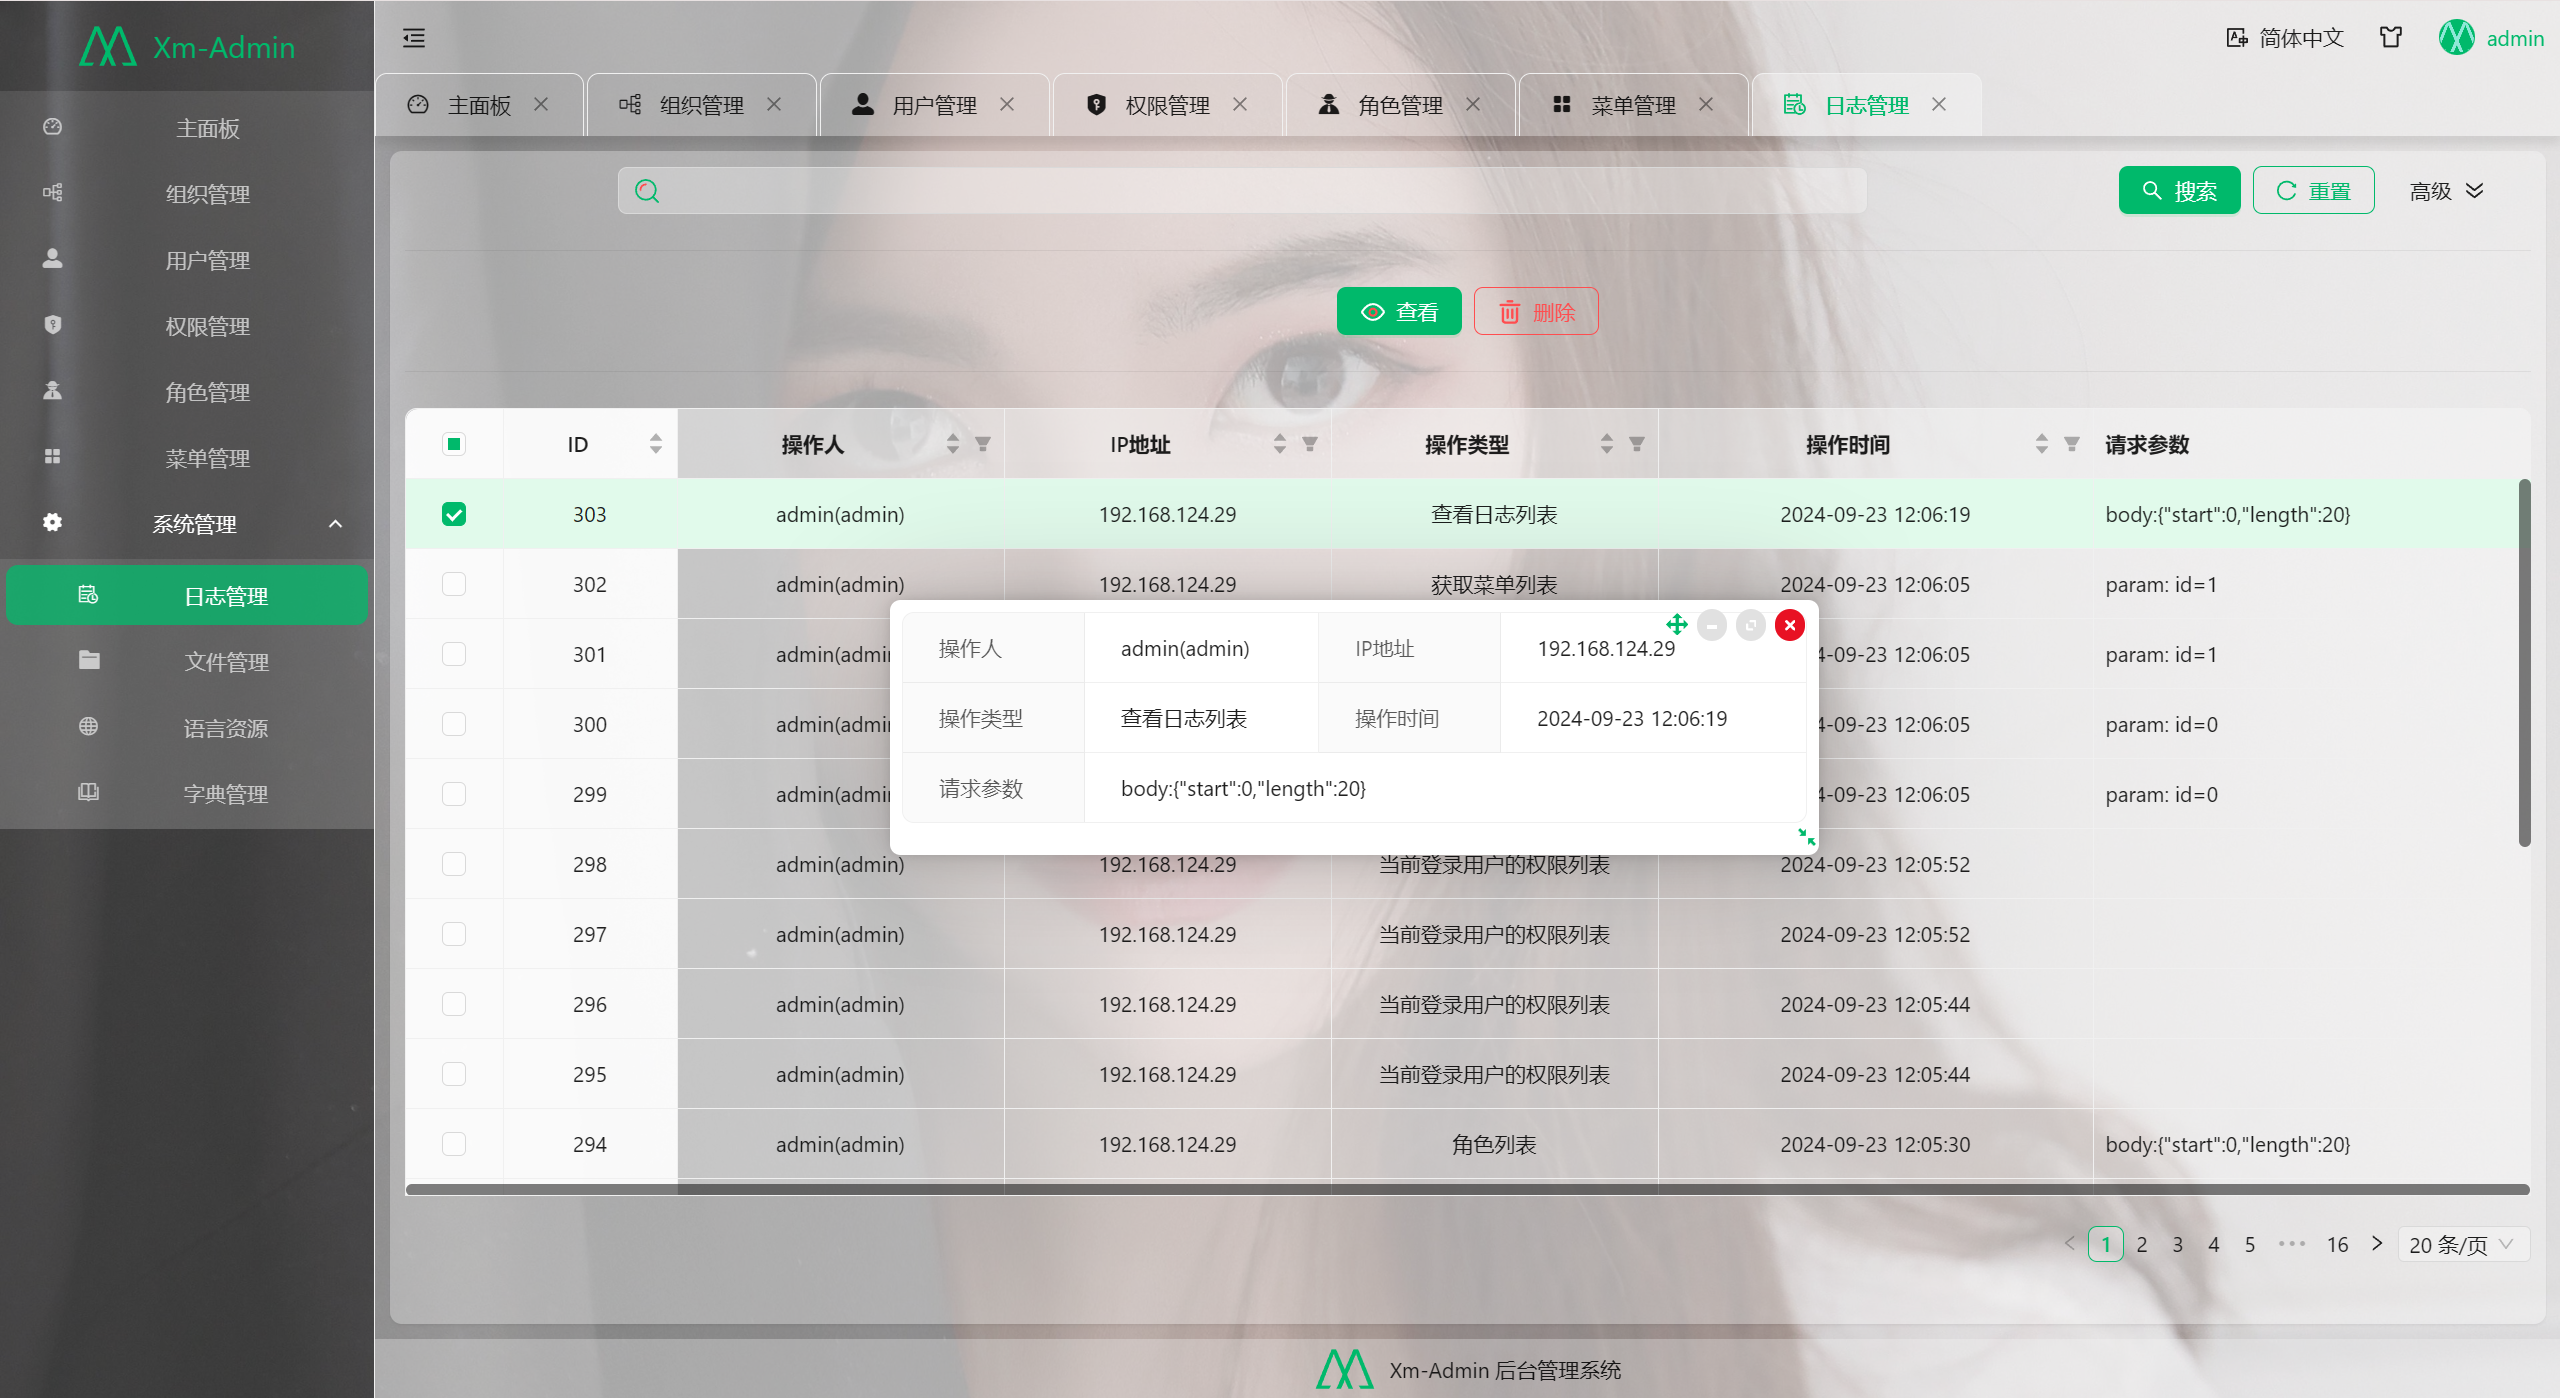 Xm-Admin
简体中文
admin
主面板
组织管理
用户管理
权限管理
角色管理
菜单管理
日志管理
主面板
组织管理
用户管理
权限管理
角色管理
菜单管理
系统管理
日志管理
文件管理
语言资源
字典管理
搜索
重置
高级
查看
删除
ID 操作人 IP地址 操作类型 操作时间 请求参数
303 admin(admin) 192.168.124.29 查看日志列表 2024-09-23 12:06:19 body:{"start":0,"length":20}
302 admin(admin) 192.168.124.29 获取菜单列表 2024-09-23 12:06:05 param: id=1
301 admin(admi 4-09-23 12:06:05 param: id=1
300 admin(admi 4-09-23 12:06:05 param: id=0
299 admin(admi 4-09-23 12:06:05 param: id=0
298 admin(admin) 192.168.124.29 当前登录用户的权限列表 2024-09-23 12:05:52
297 admin(admin) 192.168.124.29 当前登录用户的权限列表 2024-09-23 12:05:52
296 admin(admin) 192.168.124.29 当前登录用户的权限列表 2024-09-23 12:05:44
295 admin(admin) 192.168.124.29 当前登录用户的权限列表 2024-09-23 12:05:44
294 admin(admin) 192.168.124.29 角色列表 2024-09-23 12:05:30 body:{"start":0,"length":20}
操作人 admin(admin) IP地址 192.168.124.29
操作类型 查看日志列表 操作时间 2024-09-23 12:06:19
请求参数 body:{"start":0,"length":20}
1 2 3 4 5 ••• 16 20 条/页
Xm-Admin 后台管理系统